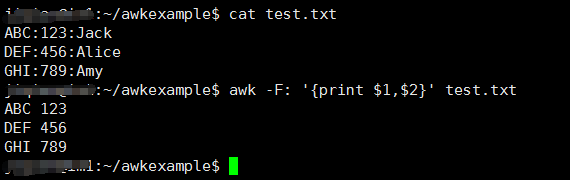 :~/awkexample$ cat test.txt
ABC:123:Jack
DEF:456:Alice
GHI:789:Amy
:~/awkexample$ awk -F: '{print $1,$2}' test.txt
ABC 123
DEF 456
GHI 789
:~/awkexample$